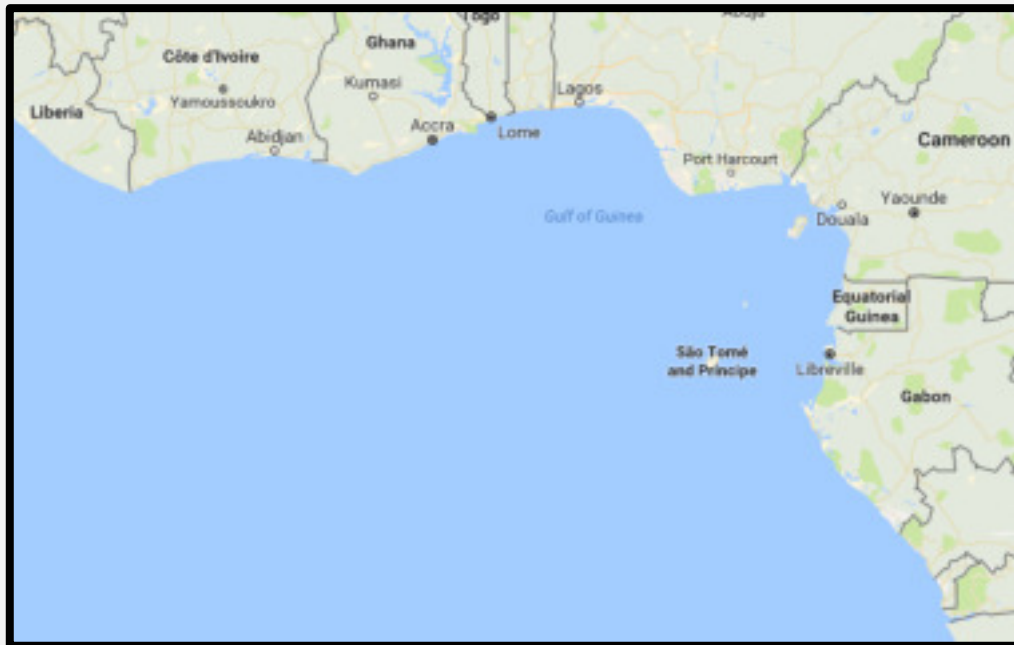 Togo
Abuja
Ghana
Côte d'Ivoire
Kumasi
Lagos
Yamoussoukro
Liberia
Accra
Lome
Abidjan
Cameroon
Port Harcourt
Yaounde
Douala
Gulf of Guinea
Equatorial
Guinea
São Tomé
and Príncipe
Libreville
Gabon